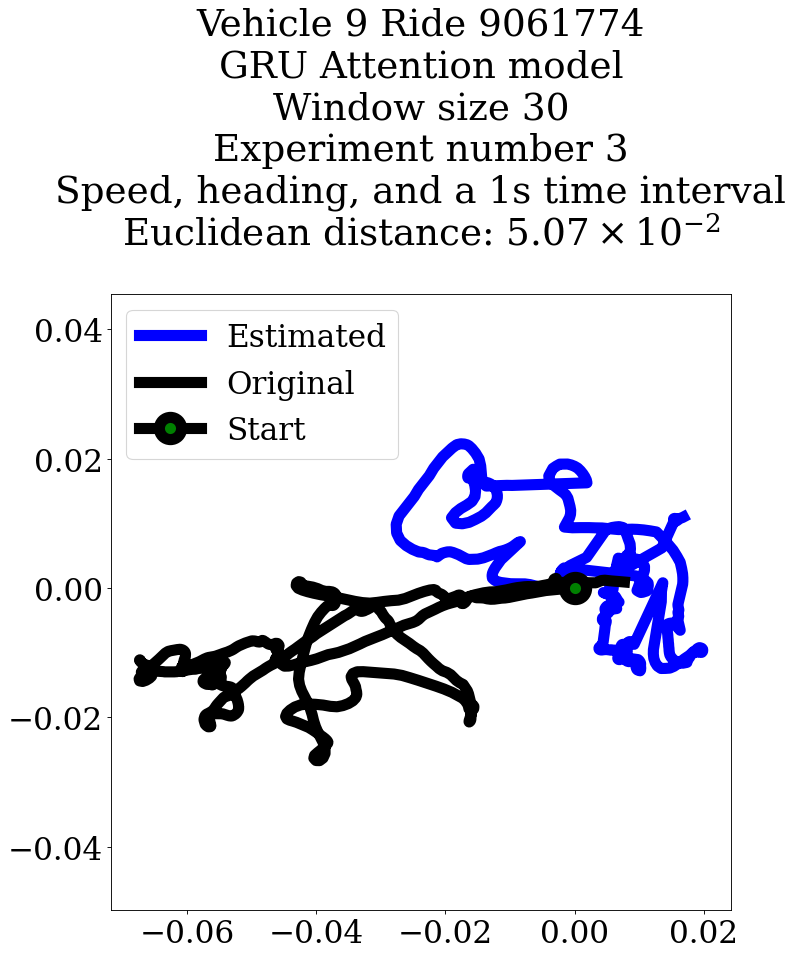 Vehicle 9 Ride 9061774
GRU Attention model
Window size 30
Experiment number 3
Speed, heading, and a 1s time interval
Euclidean distance: 5.07 × 10⁻²
Estimated
Original
Start
0.04
0.02
0.00
−0.02
−0.04
−0.06 −0.04 −0.02 0.00 0.02